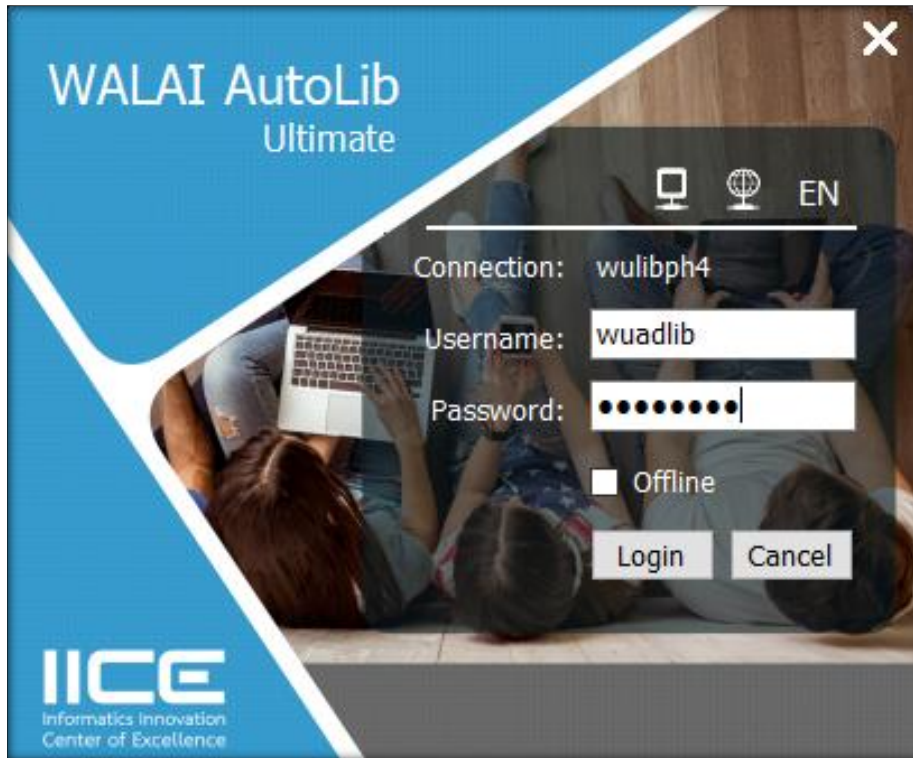 WALAI AutoLib
Ultimate
EN
Connection: wulibph4
Username: wuadlib
Password: ●●●●●●●●
Offline
Login Cancel
IICE
Informatics Innovation
Center of Excellence